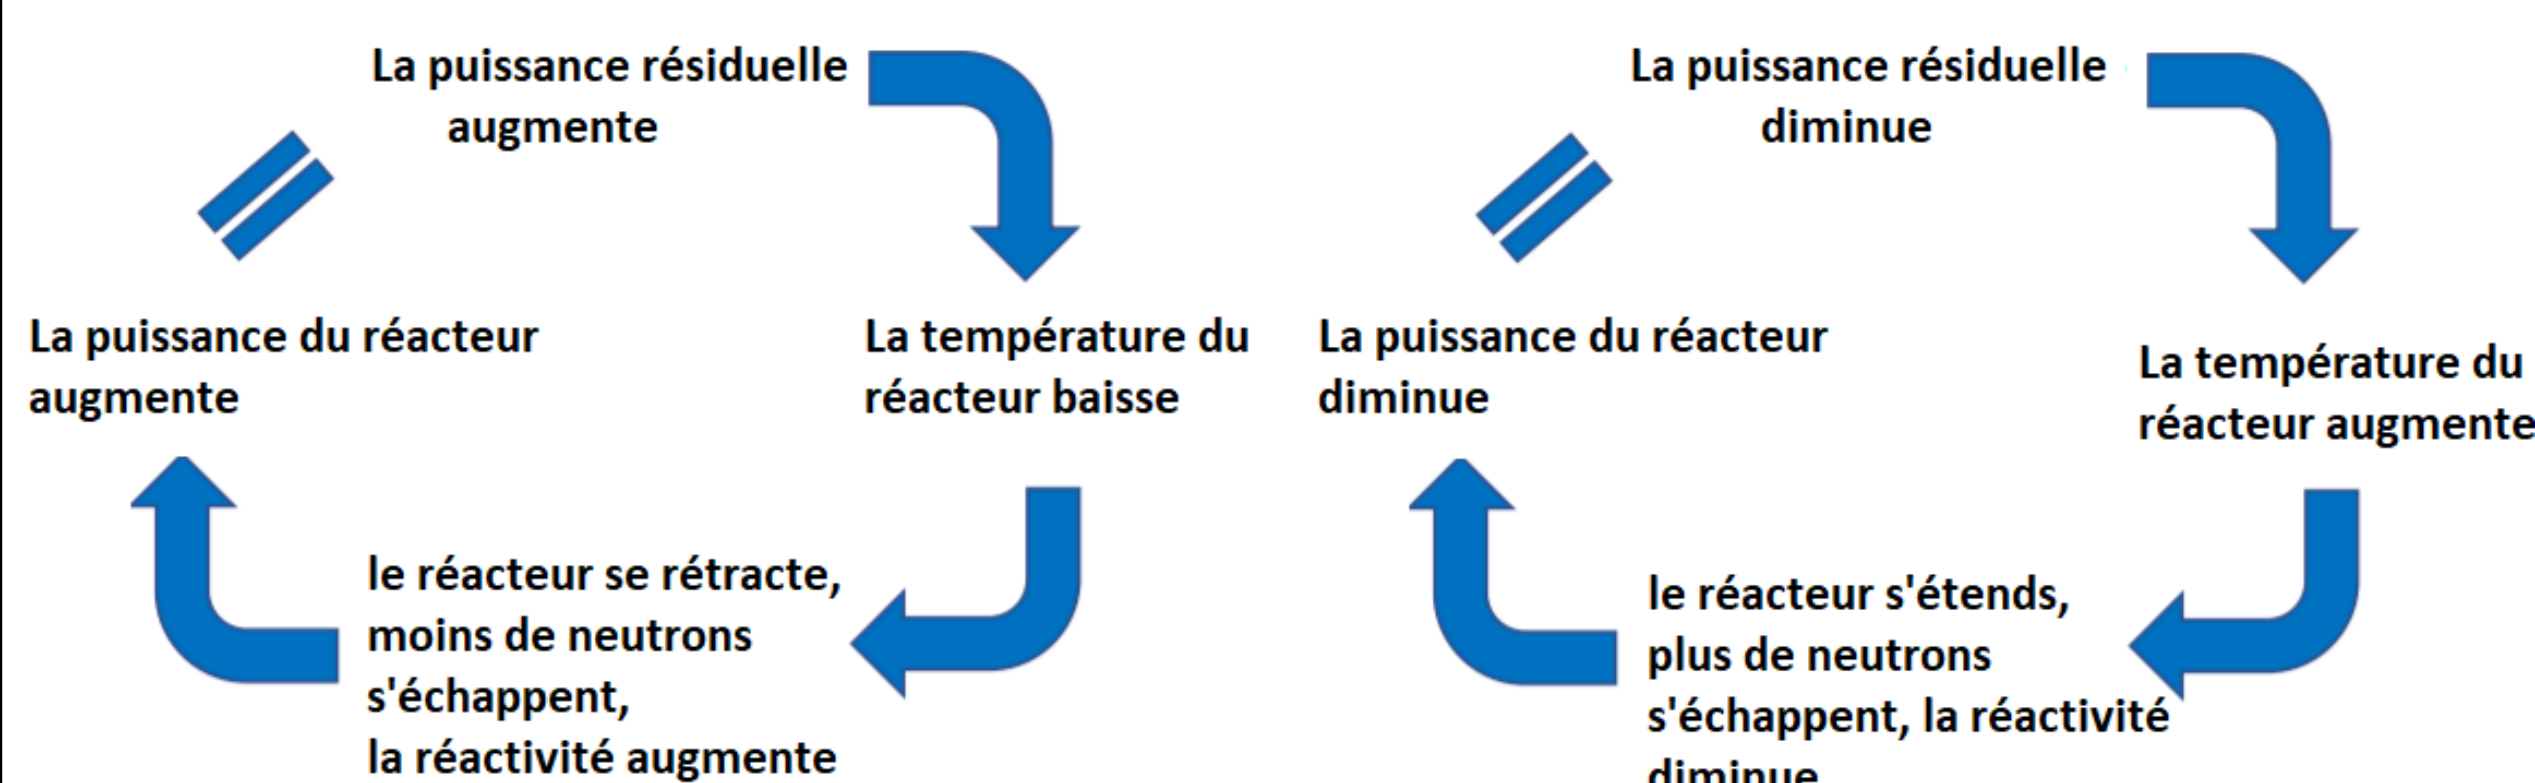 La puissance résiduelle
augmente
La puissance du réacteur
augmente
La température du
réacteur baisse
le réacteur se rétracte,
moins de neutrons
s'échappent,
la réactivité augmente
La puissance résiduelle
diminue
La puissance du réacteur
diminue
La température du
réacteur augmente
le réacteur s'étends,
plus de neutrons
s'échappent, la réactivité
diminue